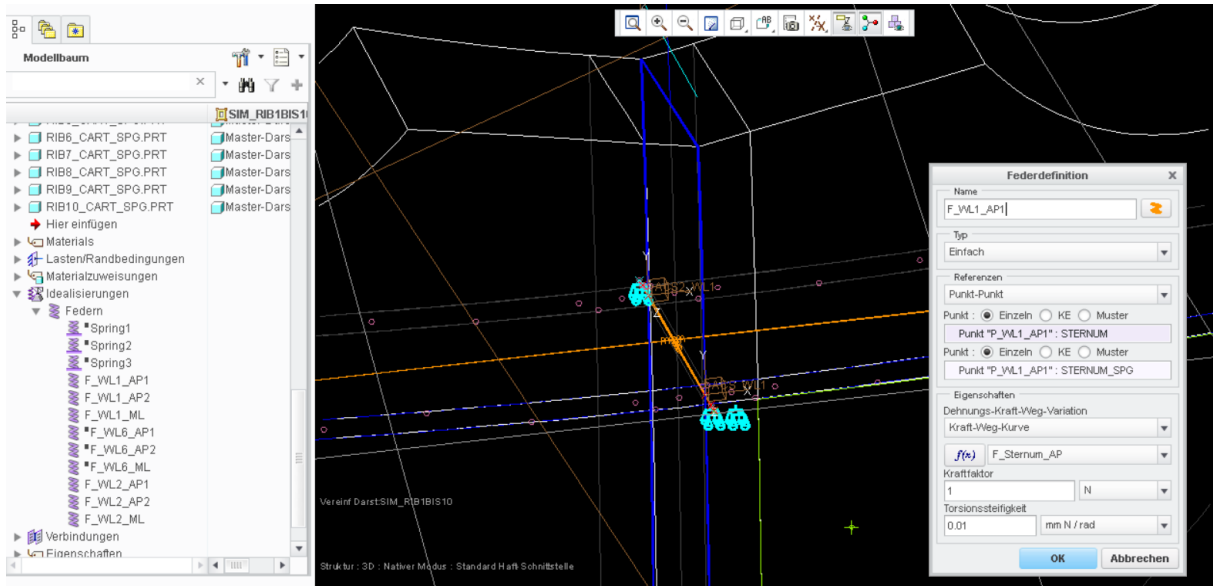 Modellbaum
SIM_RIB1BIS1
RIB6_CART_SPG.PRT Master-Dars
RIB7_CART_SPG.PRT Master-Dars
RIB8_CART_SPG.PRT Master-Dars
RIB9_CART_SPG.PRT Master-Dars
RIB10_CART_SPG.PRT Master-Dars
Hier einfügen
Materials
Lasten/Randbedingungen
Materialzuweisungen
Idealisierungen
Federn
Spring1
Spring2
Spring3
F_WL1_AP1
F_WL1_AP2
F_WL1_ML
F_WL6_AP1
F_WL6_AP2
F_WL6_ML
F_WL2_AP1
F_WL2_AP2
F_WL2_ML
Verbindungen
Eigenschaften
Y
X
Z
Y
X
Vereinf Darst:SIM_RIB1BIS10
Struktur : 3D : Nativer Modus : Standard Haft-Schnittstelle
Federdefinition
Name
F_WL1_AP1
Typ
Einfach
Referenzen
Punkt-Punkt
Punkt : Einzeln KE Muster
Punkt "P_WL1_AP1" : STERNUM
Punkt : Einzeln KE Muster
Punkt "P_WL1_AP1" : STERNUM_SPG
Eigenschaften
Dehnungs-Kraft-Weg-Variation
Kraft-Weg-Kurve
f(x) F_Sternum_AP
Kraftfaktor
1 N
Torsionssteifigkeit
0.01 mm N / rad
OK Abbrechen